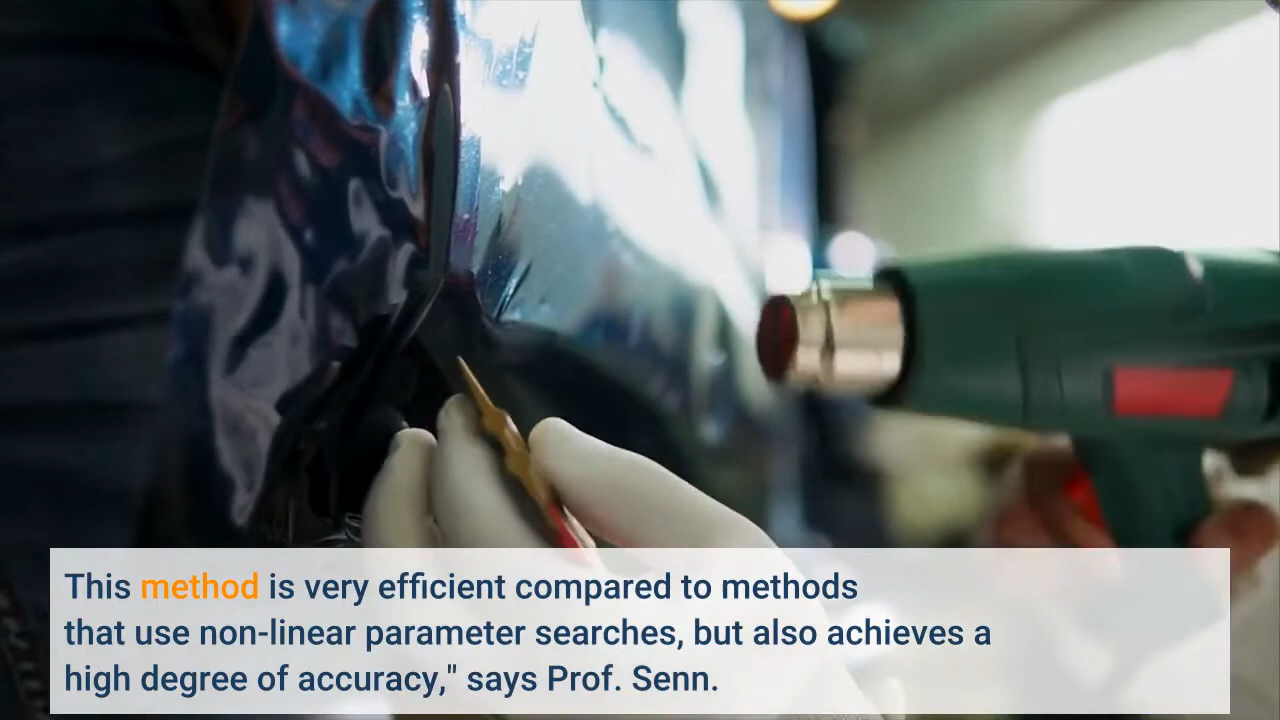 This method is very efficient compared to methods
that use non-linear parameter searches, but also achieves a
high degree of accuracy," says Prof. Senn.